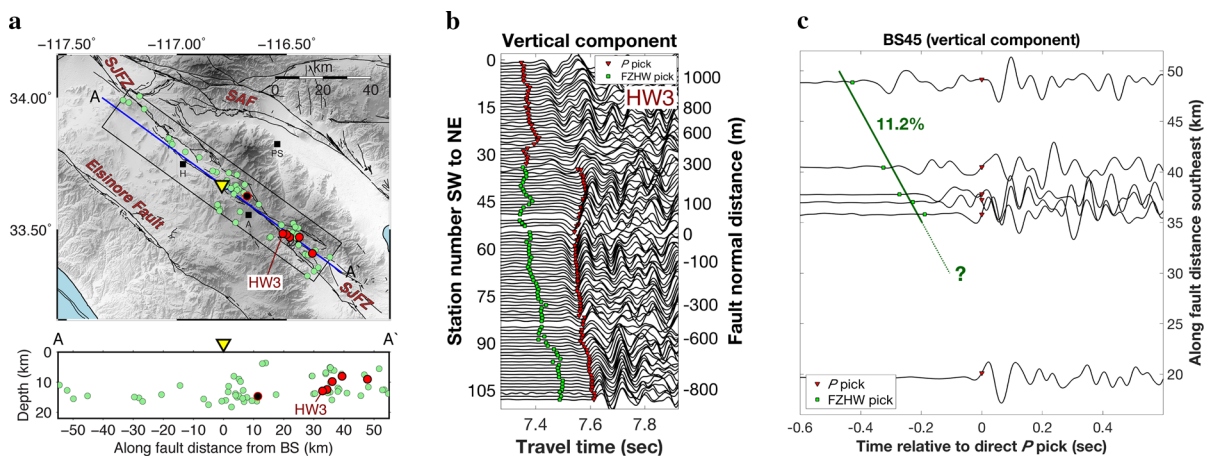 a
−117.50° −117.00° −116.50°
km
0 20 40
34.00°
33.50°
SJFZ
SAF
Elsinore Fault
SJFZ
A
A`
H
PS
A
HW3
A A`
Depth (km)
0
10
20
HW3
−50 −40 −30 −20 −10 0 10 20 30 40 50
Along fault distance from BS (km)
b
Vertical component
P pick
FZHW pick
HW3
Station number SW to NE
0
15
30
45
60
75
90
105
Fault normal distance (m)
1000
800
600
300
100
0
-100
-300
-600
-800
7.4 7.6 7.8
Travel time (sec)
c
BS45 (vertical component)
11.2%
?
P pick
FZHW pick
Along fault distance southeast (km)
50
40
30
20
-0.6 -0.4 -0.2 0 0.2 0.4
Time relative to direct P pick (sec)